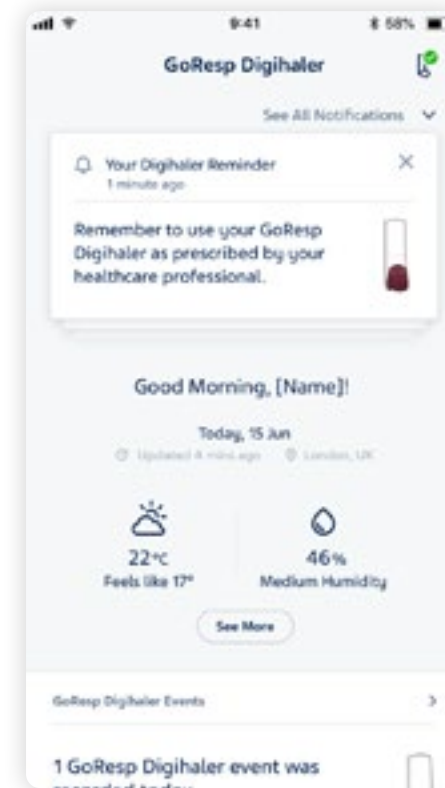 9:41
58%
GoResp Digihaler
See All Notifications
Your Digihaler Reminder
1 minute ago
Remember to use your GoResp
Digihaler as prescribed by your
healthcare professional.
Good Morning, [Name]!
Today, 15 Jun
Updated 4 mins ago London, UK
22°C
46%
Feels like 17°
Medium Humidity
See More
GoResp Digihaler Events
1 GoResp Digihaler event was
recorded today